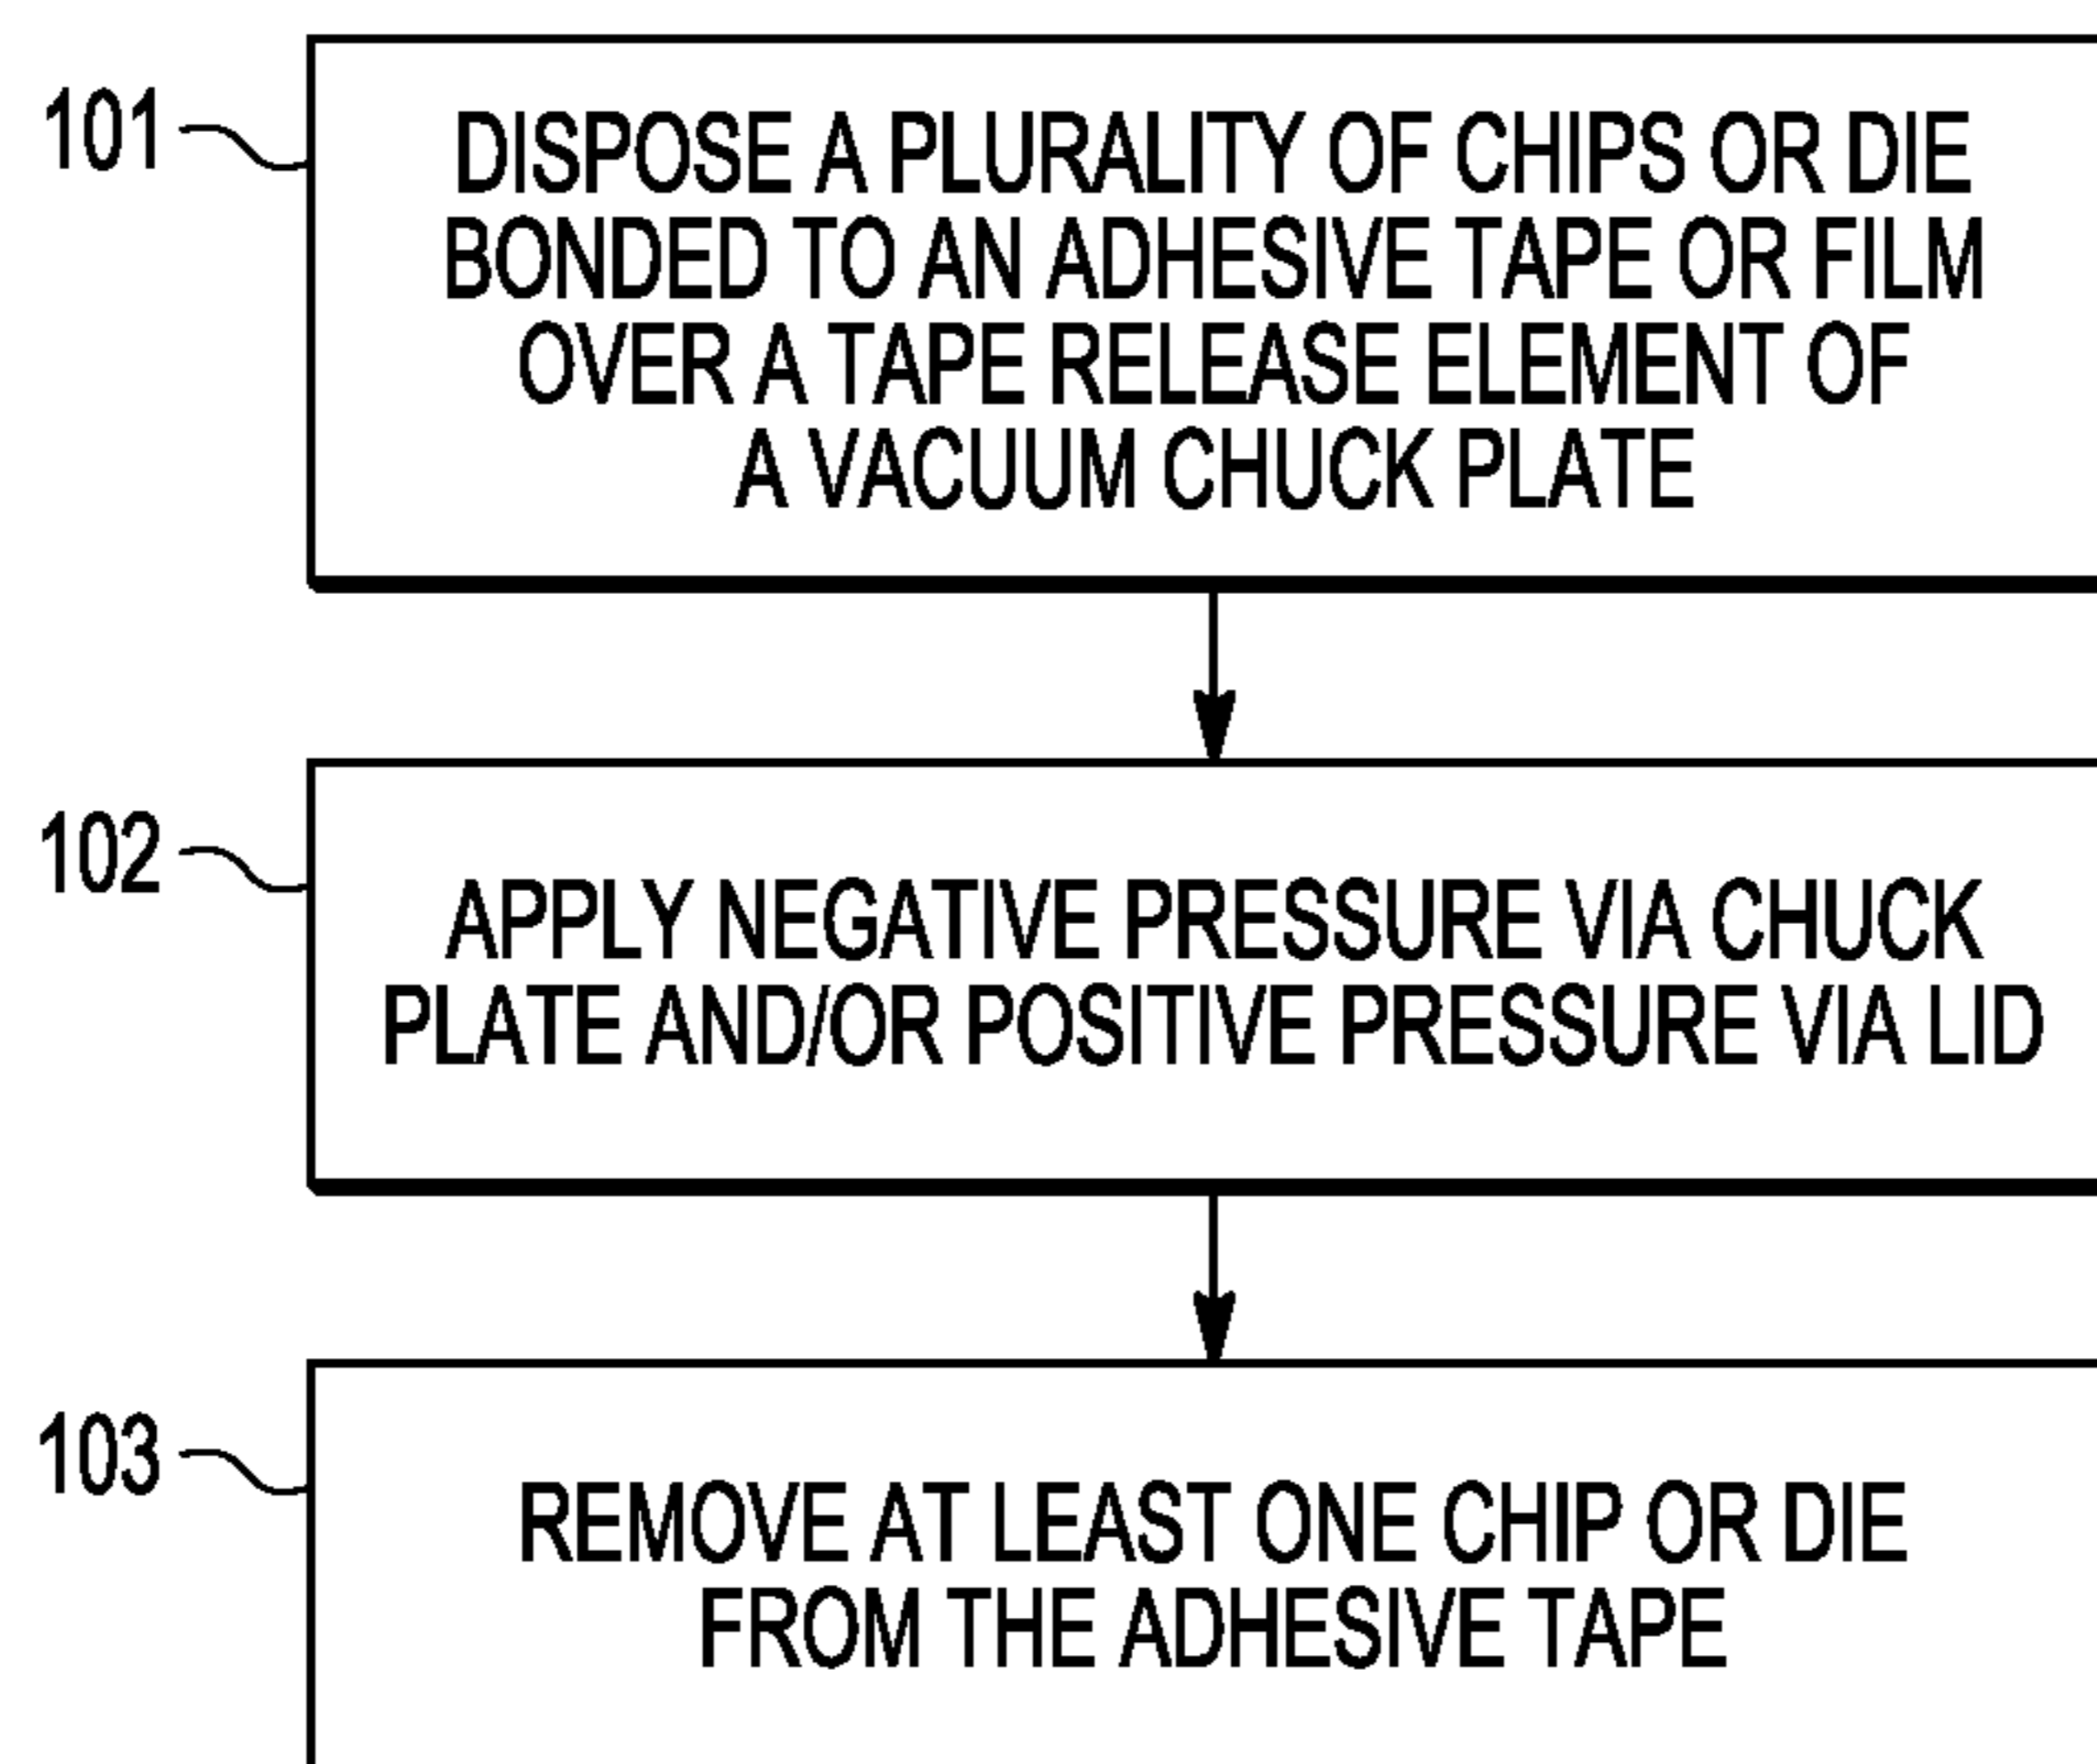 101
DISPOSE A PLURALITY OF CHIPS OR DIE
BONDED TO AN ADHESIVE TAPE OR FILM
OVER A TAPE RELEASE ELEMENT OF
A VACUUM CHUCK PLATE
102
APPLY NEGATIVE PRESSURE VIA CHUCK
PLATE AND/OR POSITIVE PRESSURE VIA LID
103
REMOVE AT LEAST ONE CHIP OR DIE
FROM THE ADHESIVE TAPE